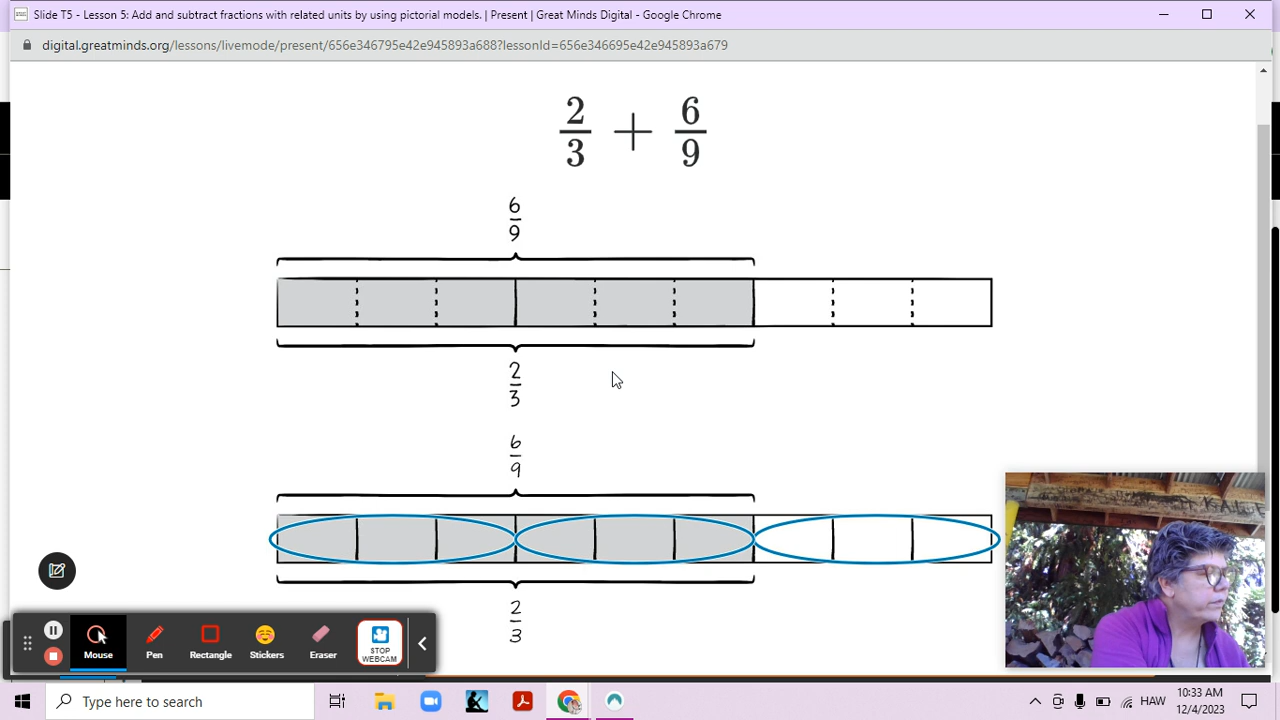 Slide T5 - Lesson 5: Add and subtract fractions with related units by using pictorial models. | Present | Great Minds Digital - Google Chrome
digital.greatminds.org/lessons/livemode/present/656e346795e42e945893a688?lessonId=656e346695e42e945893a679
2/3 + 6/9
6/9
2/3
6/9
2/3
Mouse
Pen
Rectangle
Stickers
Eraser
STOP WEBCAM
Type here to search
HAW
10:33 AM
12/4/2023